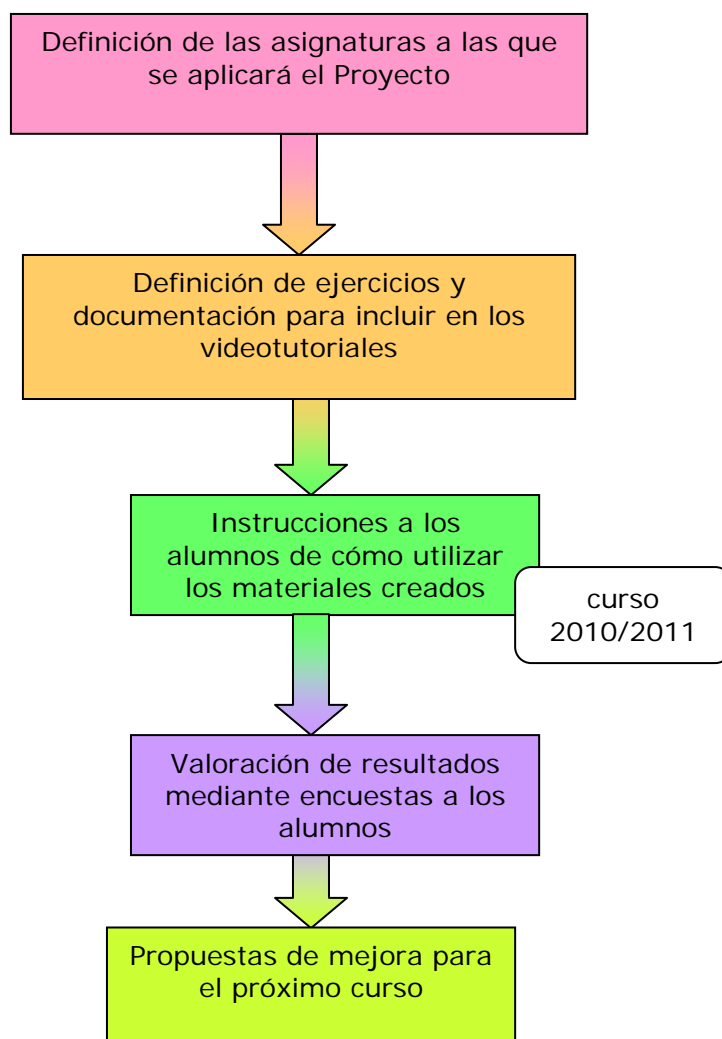 Definición de las asignaturas a las que
se aplicará el Proyecto
Definición de ejercicios y
documentación para incluir en los
videotutoriales
Instrucciones a los
alumnos de cómo utilizar
los materiales creados
curso
2010/2011
Valoración de resultados
mediante encuestas a los
alumnos
Propuestas de mejora para
el próximo curso